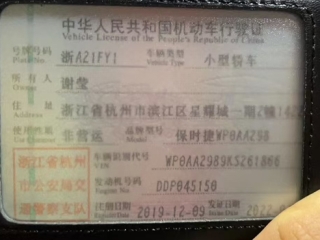 中华人民共和国机动车行驶证
Vehicle License of the People's Republic of China
号牌号码 浙A21FY1 车辆类型 小型轿车
Plate No. Vehicle Type
所有人 谢莹
Owner
住址 浙江省杭州市滨江区星耀城一期2幢
Address
使用性质 非营运 品牌型号 保时捷WP0AA298
Use Character Model
浙江省杭州 车辆识别代号 WP0AA2989KS261866
VIN
市公安局交 发动机号码 DDP045150
Engine No.
通警察支队 注册日期 2019-12-09 发证日期